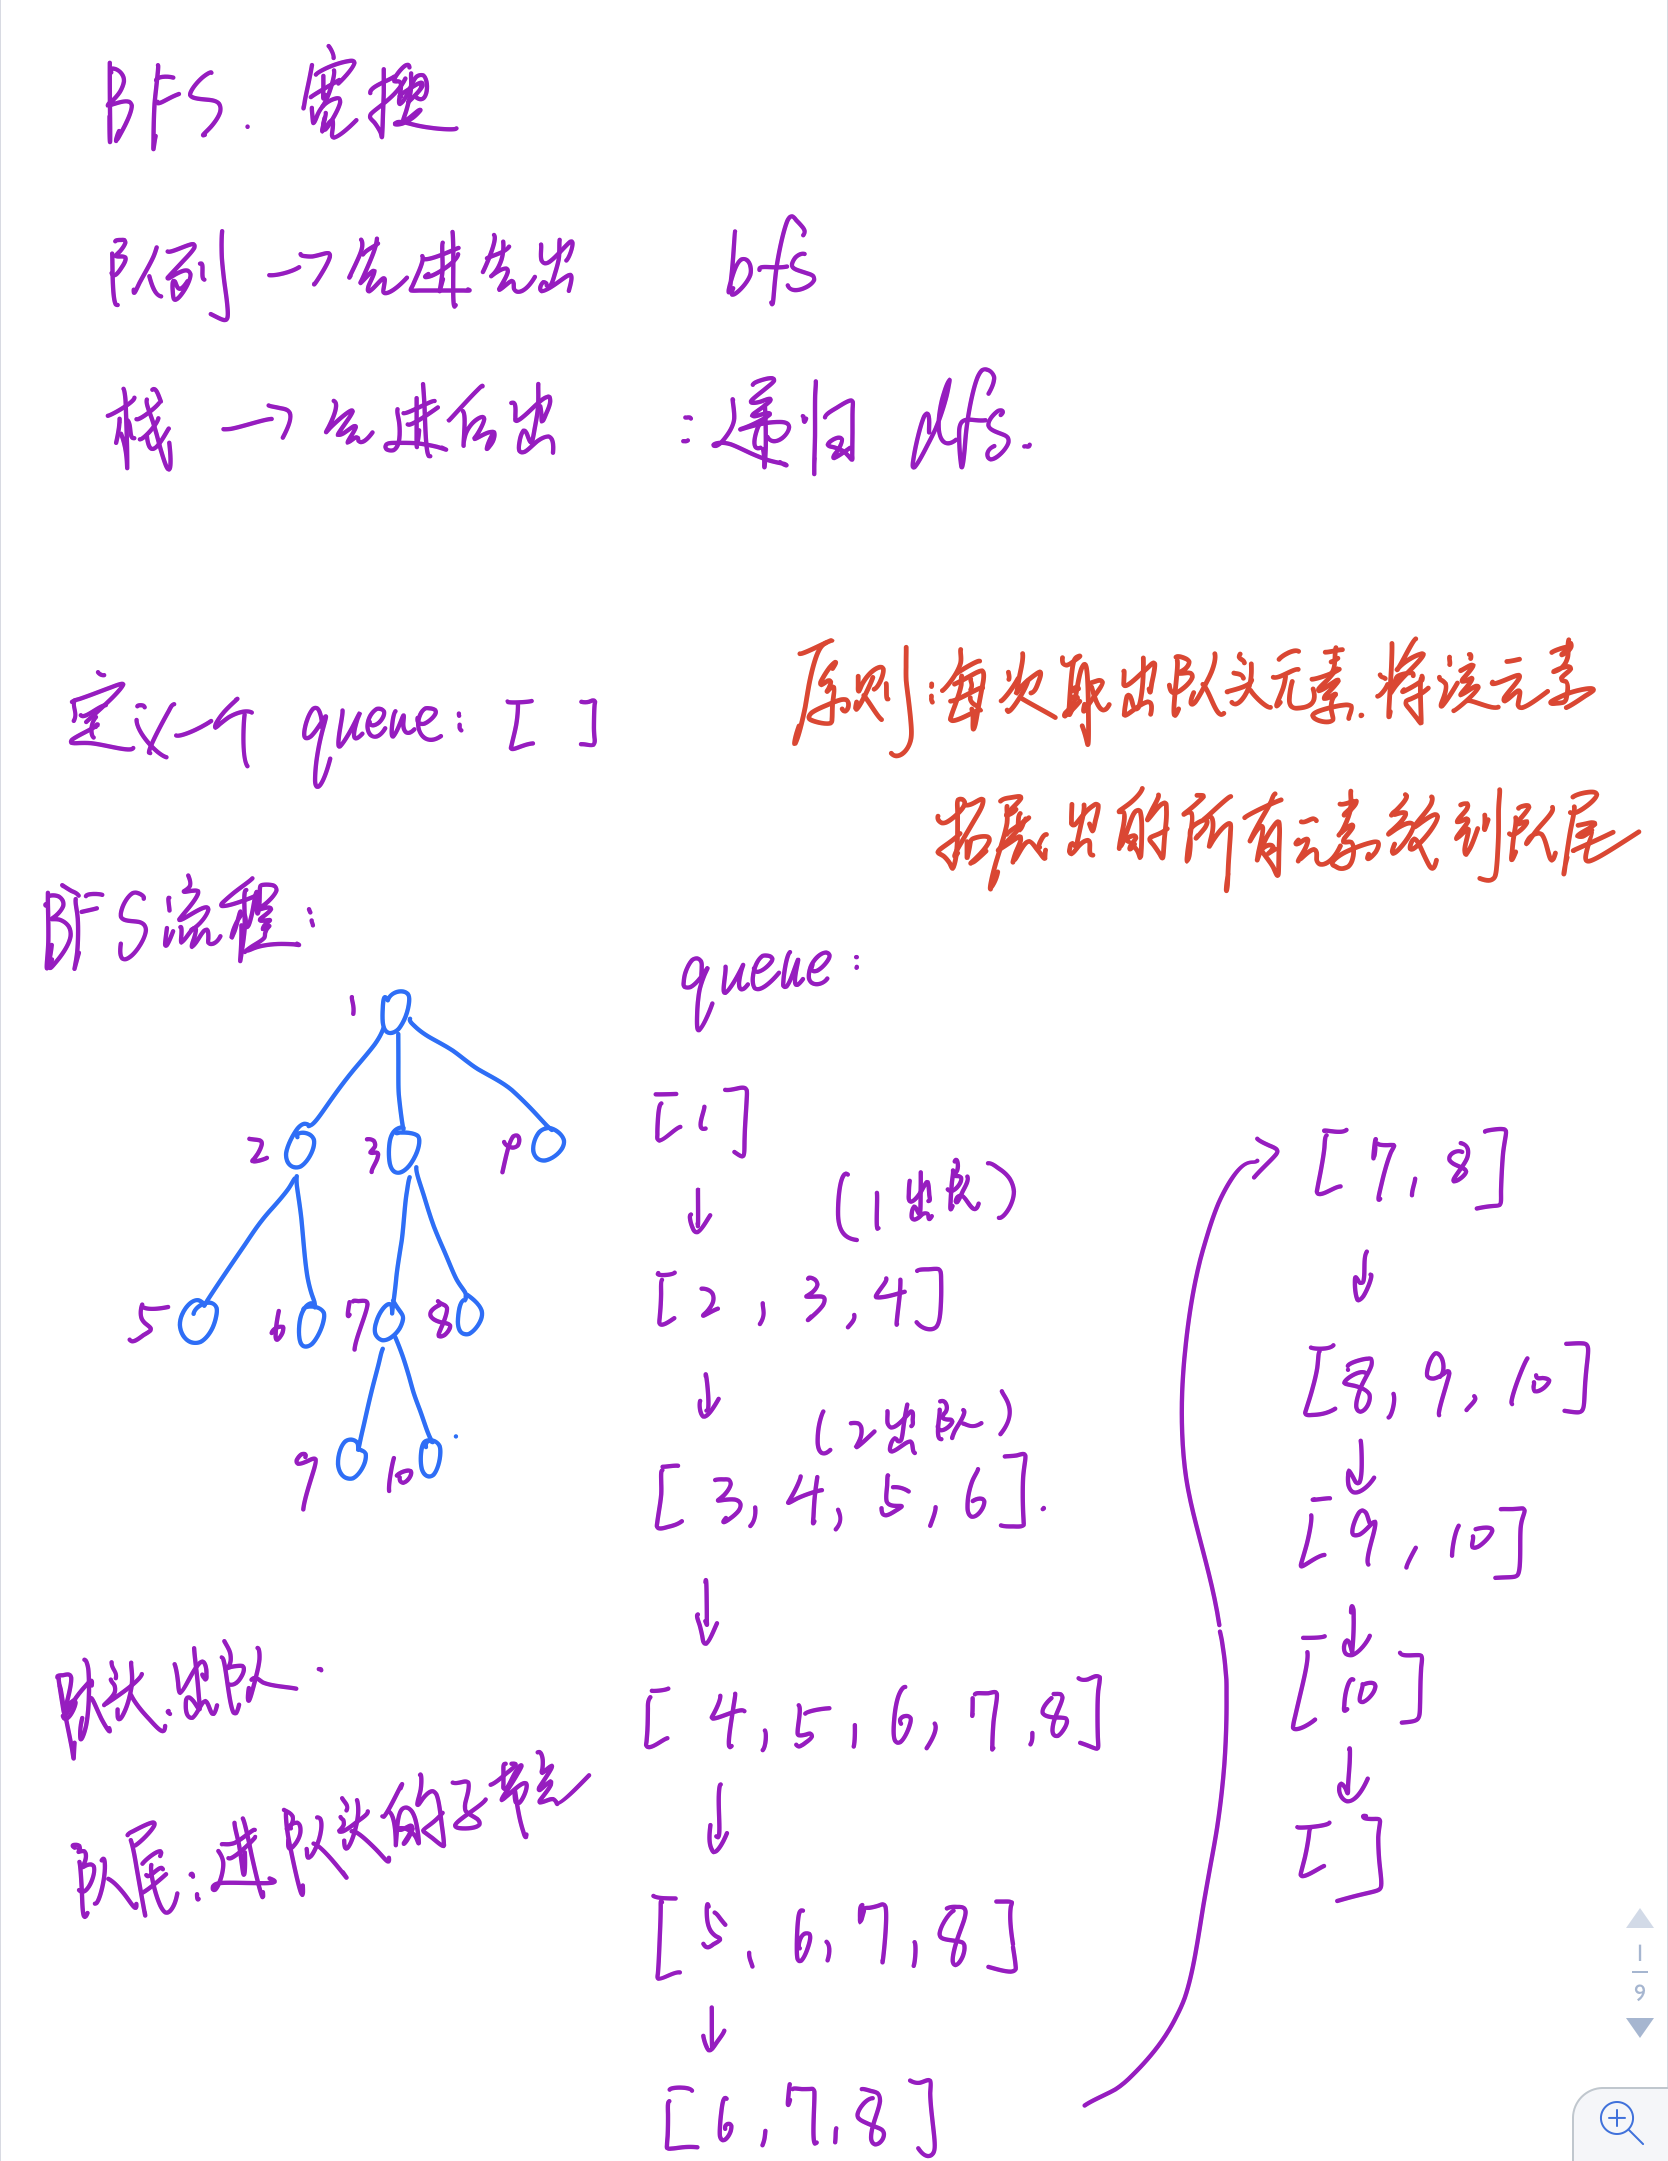 BFS. 宽搜
队列 → 先进先出 bfs
栈 → 先进后出 : 递归 dfs.
定义一个 queue: [ ]
原则:每次取出队头元素.将该元素
拓展出的所有元素放到队尾
BFS流程:
1
2 3 4
5 6 7 8
9 10
队头.出队.
队尾:进队头的子节点
queue:
[1]
↓ (1出队)
[2, 3, 4]
↓ (2出队)
[3, 4, 5, 6].
↓
[4, 5, 6, 7, 8]
↓
[5, 6, 7, 8]
↓
[6, 7, 8]
[7, 8]
↓
[8, 9, 10]
↓
[9, 10]
↓
[10]
↓
[]
1
9